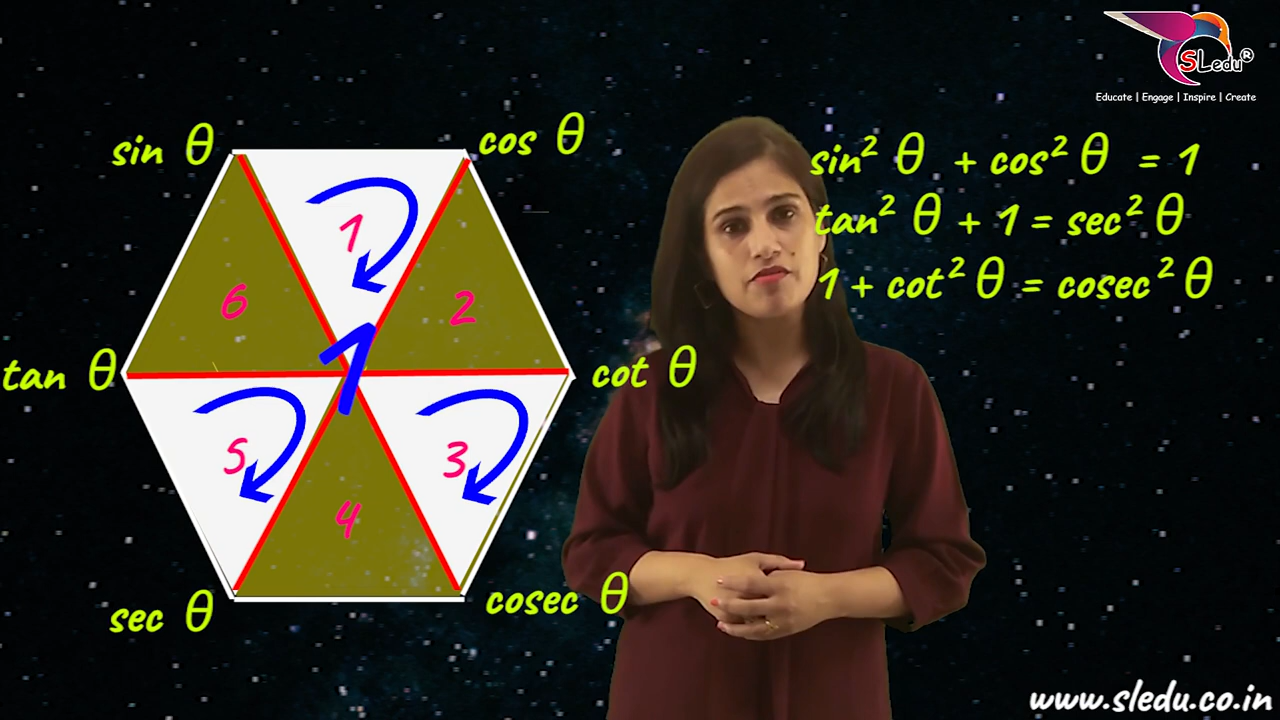 SLedu®
Educate | Engage | Inspire | Create
sin θ
cos θ
sin² θ + cos² θ = 1
tan² θ + 1 = sec² θ
1 + cot² θ = cosec² θ
1
6
2
1
tan θ
cot θ
5
3
4
sec θ
cosec θ
www.sledu.co.in